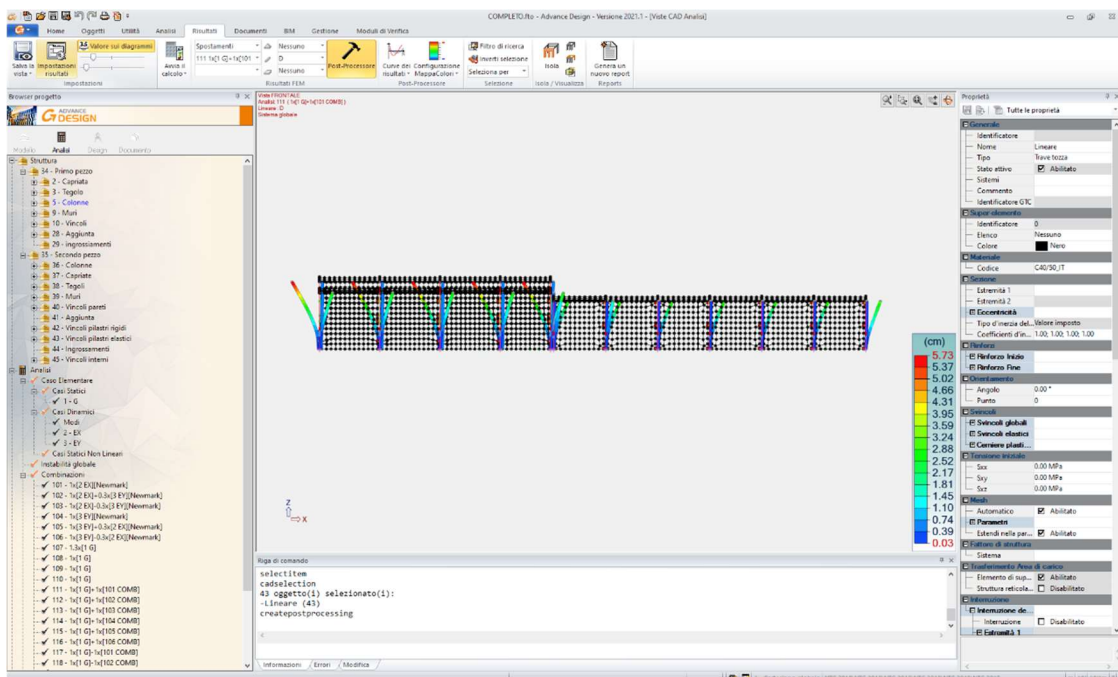 COMPLETO.fto - Advance Design - Versione 2021.1 - [Viste CAD Analisi]
Home Oggetti Utilità Analisi Risultati Documenti BIM Gestione Moduli di Verifica
Salva la vista
Impostazioni risultati
Valore sui diagrammi
Impostazioni
Avvia il calcolo
Spostamenti
111 1x[1 G]+1x[101
Nessuno
D
Nessuno
Risultati FEM
Post-Processore
Curve dei risultati
Configurazione MappaColori
Post-Processore
Filtro di ricerca
Inverti selezione
Seleziona per
Selezione
Isola
Isola / Visualizza
Genera un nuovo report
Reports
Browser progetto
ADVANCE
DESIGN
Modello Analisi Design Documento
Struttura
34 - Primo pezzo
2 - Capriata
3 - Tegolo
5 - Colonne
9 - Muri
10 - Vincoli
28 - Aggiunta
29 - ingrossiamenti
35 - Secondo pezzo
36 - Colonne
37 - Capriate
38 - Tegoli
39 - Muri
40 - Vincoli pareti
41 - Aggiunta
42 - Vincoli pilastri rigidi
43 - Vincoli pilastri elastici
44 - Ingrossamenti
45 - Vincoli interni
Analisi
Caso Elementare
Casi Statici
1 - G
Casi Dinamici
Modi
2 - EX
3 - EY
Casi Statici Non Lineari
Instabilità globale
Combinazioni
101 - 1x[2 EX][Newmark]
102 - 1x[2 EX]+0.3x[3 EY][Newmark]
103 - 1x[2 EX]-0.3x[3 EY][Newmark]
104 - 1x[3 EY][Newmark]
105 - 1x[3 EY]+0.3x[2 EX][Newmark]
106 - 1x[3 EY]-0.3x[2 EX][Newmark]
107 - 1.3x[1 G]
108 - 1x[1 G]
109 - 1x[1 G]
110 - 1x[1 G]
111 - 1x[1 G]+1x[101 COMB]
112 - 1x[1 G]+1x[102 COMB]
113 - 1x[1 G]+1x[103 COMB]
114 - 1x[1 G]+1x[104 COMB]
115 - 1x[1 G]+1x[105 COMB]
116 - 1x[1 G]+1x[106 COMB]
117 - 1x[1 G]-1x[101 COMB]
118 - 1x[1 G]-1x[102 COMB]
Vista FRONTALE
Analisi: 111 ( 1x[1 G]+1x[101 COMB] )
Lineare : D
Sistema globale
(cm)
5.73
5.37
5.02
4.66
4.31
3.95
3.59
3.24
2.88
2.52
2.17
1.81
1.45
1.10
0.74
0.39
0.03
Z
X
Riga di comando
selectitem
cadselection
43 oggetto(i) selezionato(i):
-Lineare (43)
createpostprocessing
Informazioni Errori Modifica
Proprietà
Tutte le proprietà
Generale
Identificatore
Nome Lineare
Tipo Trave tozza
Stato attivo Abilitato
Sistemi
Commento
Identificatore GTC
Super-elemento
Identificatore 0
Elenco Nessuno
Colore Nero
Materiale
Codice C40/50_IT
Sezione
Estremità 1
Estremità 2
Eccentricità
Tipo d'inerzia del... Valore imposto
Coefficienti d'in... 1.00; 1.00; 1.00; 1.00
Rinforzi
Rinforzo Inizio
Rinforzo Fine
Orientamento
Angolo 0.00 °
Punto 0
Svincoli
Svincoli globali
Svincoli elastici
Cerniere plasti...
Tensione iniziale
Sxx 0.00 MPa
Sxy 0.00 MPa
Sxz 0.00 MPa
Mesh
Automatico Abilitato
Parametri
Estendi nella par... Abilitato
Fattore di struttura
Sistema
Trasferimento Area di carico
Elemento di sup... Abilitato
Struttura reticola... Disabilitato
Interruzione
Interruzione de...
Interruzione Disabilitato
Estremità 1